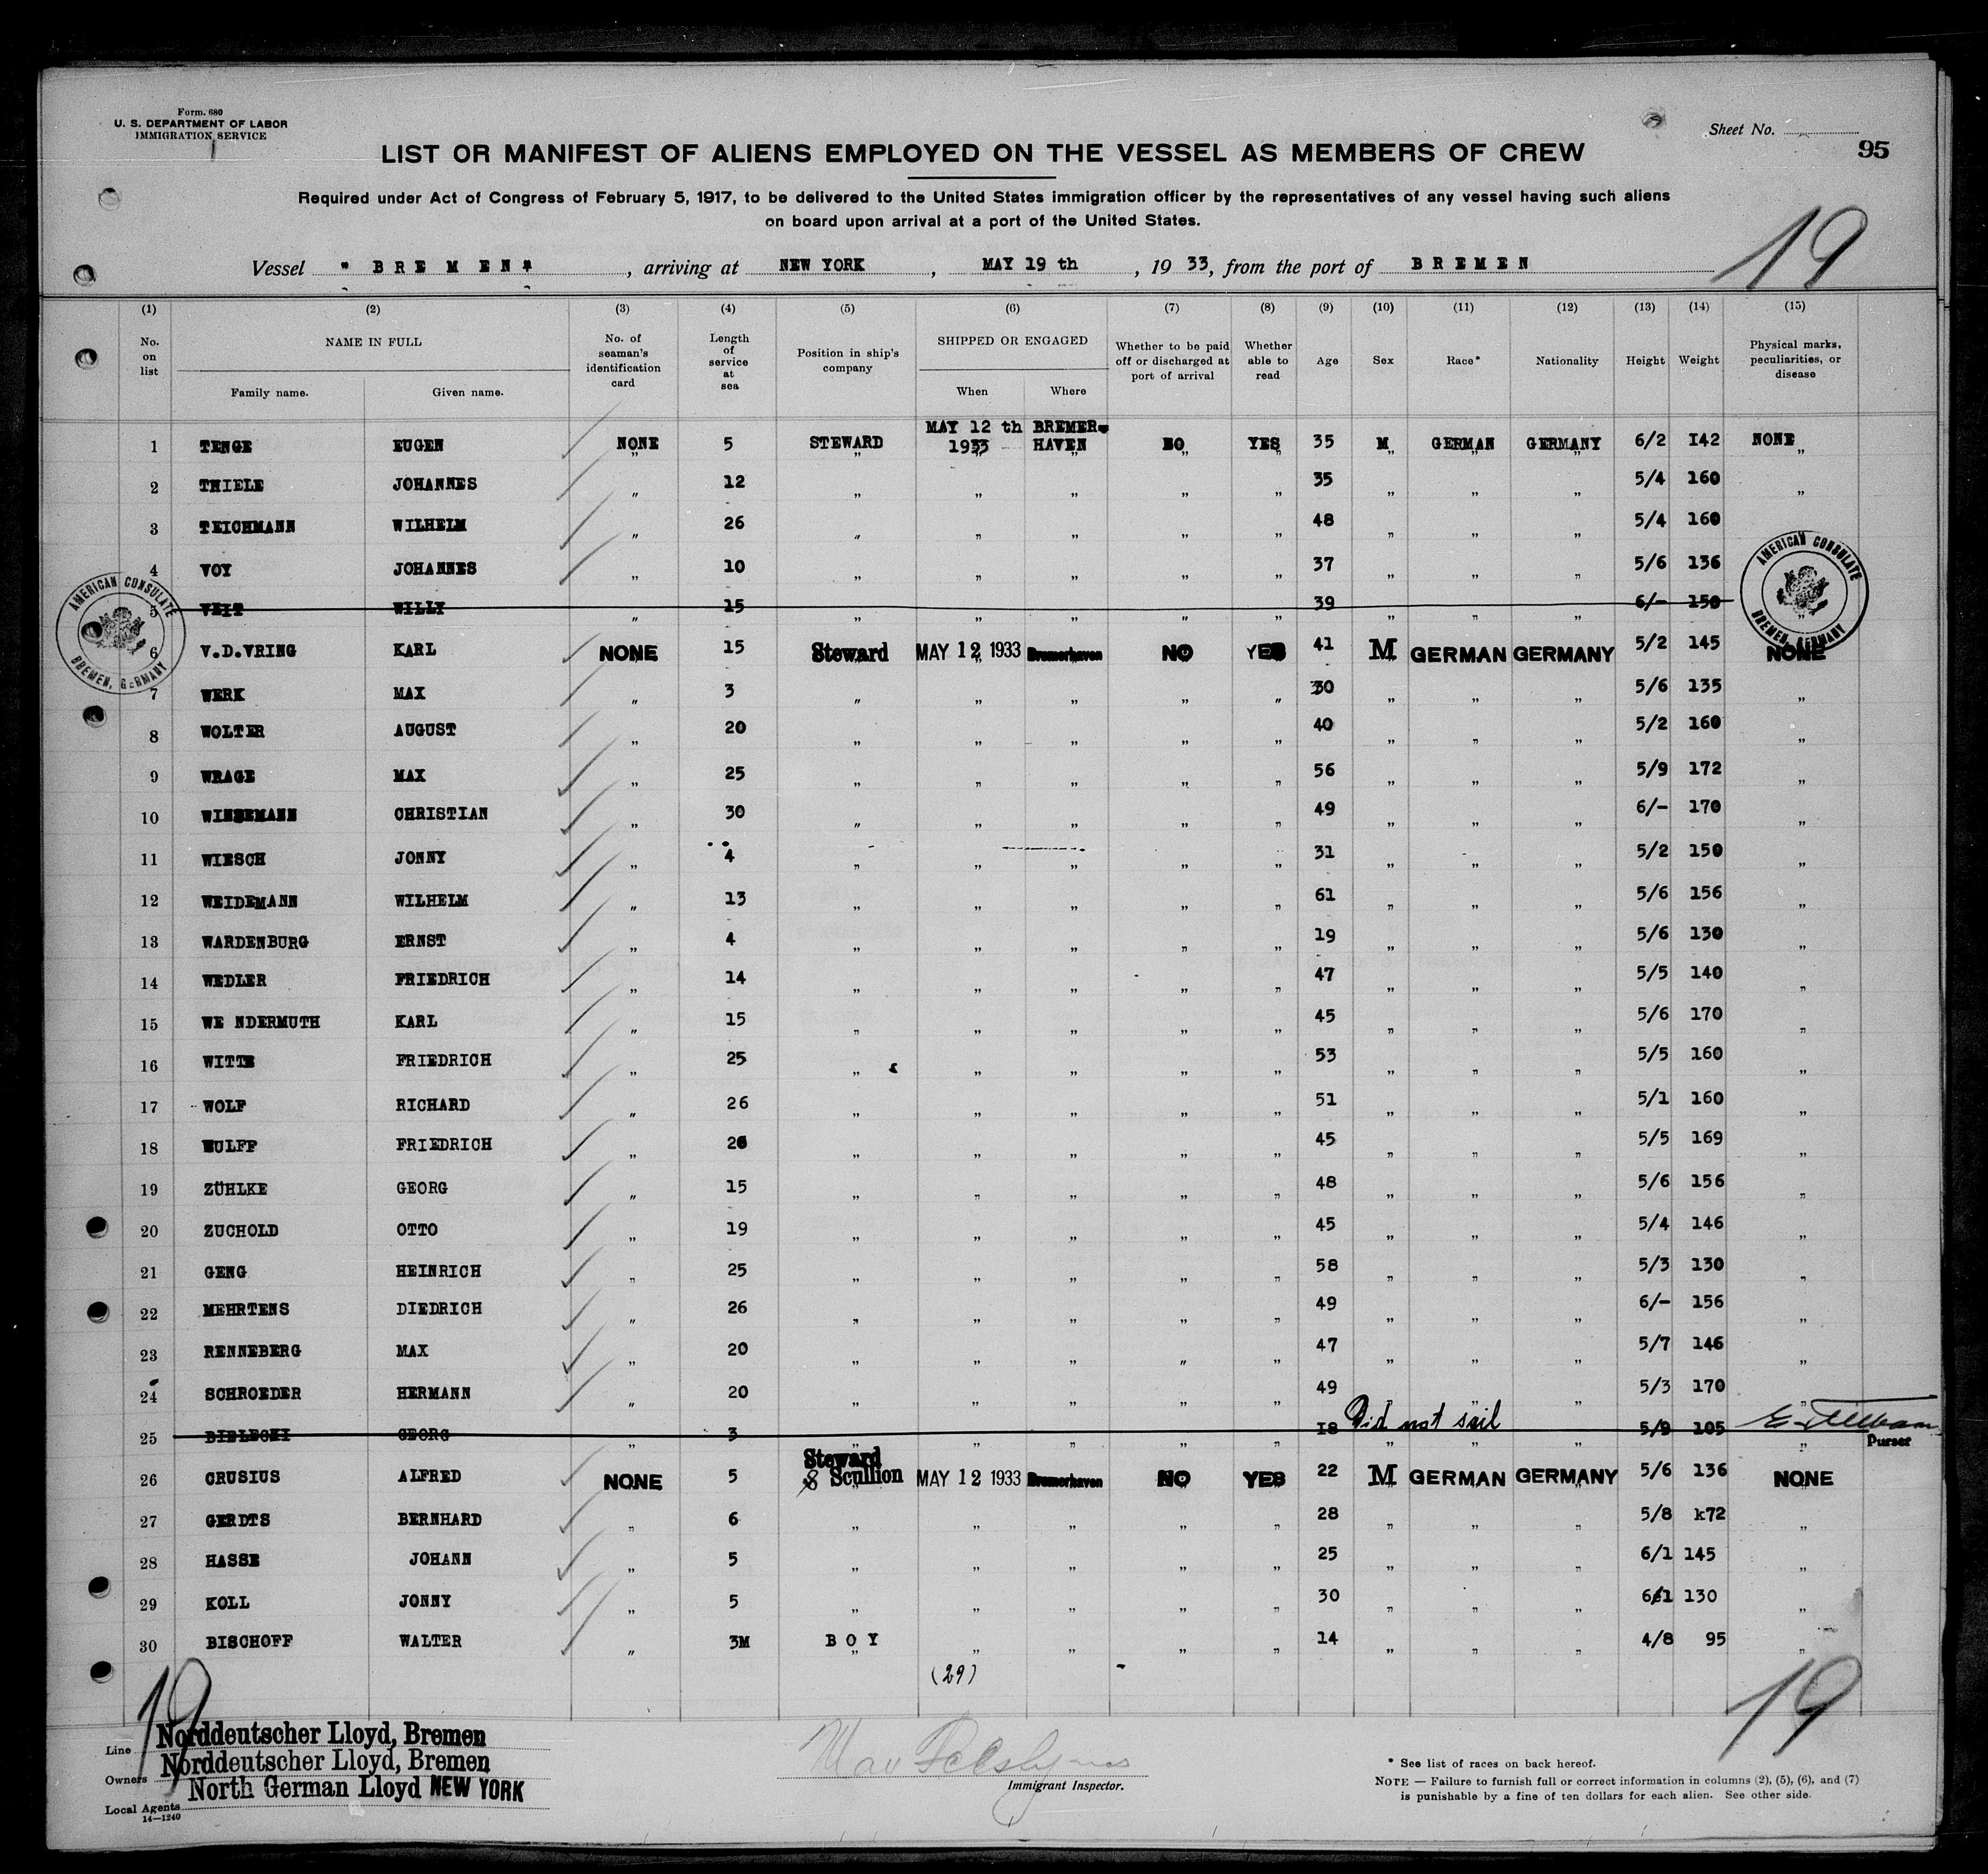 Form. 680
U. S. DEPARTMENT OF LABOR
IMMIGRATION SERVICE
Sheet No.
95
LIST OR MANIFEST OF ALIENS EMPLOYED ON THE VESSEL AS MEMBERS OF CREW
Required under Act of Congress of February 5, 1917, to be delivered to the United States immigration officer by the representatives of any vessel having such aliens
on board upon arrival at a port of the United States.
19
Vessel " B R E M E N " , arriving at NEW YORK , MAY 19 th , 19 33, from the port of B R E M E N
(1) (2) (3) (4) (5) (6) (7) (8) (9) (10) (11) (12) (13) (14) (15)
No. on list NAME IN FULL Family name. Given name. No. of seaman's identification card Length of service at sea Position in ship's company SHIPPED OR ENGAGED When Where Whether to be paid off or discharged at port of arrival Whether able to read Age Sex Race* Nationality Height Weight Physical marks, peculiarities, or disease
MAY 12 th BREMER-
1 TENGE EUGEN NONE 5 STEWARD 1933 HAVEN NO YES 35 M GERMAN GERMANY 6/2 142 NONE
2 THIELE JOHANNES " 12 " " " " " 35 " " " 5/4 160 "
3 TEICHMANN WILHELM " 26 " " " " " 48 " " " 5/4 160 "
4 VOY JOHANNES " 10 " " " " " 37 " " " 5/6 136
5 VEIT WILLY " 15 " " " " " 39 " " " 6/- 150 "
6 V.D.VRING KARL NONE 15 Steward MAY 12 1933 Bremerhaven NO YES 41 M GERMAN GERMANY 5/2 145 NONE
7 WERK MAX " 3 " " " " " 30 " " " 5/6 135 "
8 WOLTER AUGUST " 20 " " " " " 40 " " " 5/2 160 "
9 WRAGE MAX " 25 " " " " " 56 " " " 5/9 172 "
10 CHRISTIAN " 30 " " " " " 49 " " " 6/- 170 "
11 WIESCH JONNY " 4 " " " " " 31 " " " 5/2 150 "
12 WEIDEMANN WILHELM " 13 " " " " " 61 " " " 5/6 156 "
13 WARDENBURG ERNST " 4 " " " " " 19 " " " 5/6 130 "
14 WEDLER FRIEDRICH " 14 " " " " " 47 " " " 5/5 140 "
15 WE NDERMUTH KARL " 15 " " " " " 45 " " " 5/6 170 "
16 WITTE FRIEDRICH " 25 " " " " " 53 " " " 5/5 160 "
17 WOLF RICHARD " 26 " " " " " 51 " " " 5/1 160 "
18 WULFF FRIEDRICH " 26 " " " " " 45 " " " 5/5 169 "
19 ZÜHLKE GEORG " 15 " " " " " 48 " " " 5/6 156 "
20 ZUCHOLD OTTO " 19 " " " " " 45 " " " 5/4 146 "
21 GENG HEINRICH " 25 " " " " " 58 " " " 5/3 130 "
22 MEHRTENS DIEDRICH " 26 " " " " " 49 " " " 6/- 156 "
23 RENNEBERG MAX " 20 " " " " " 47 " " " 5/7 146 "
24 SCHROEDER HERMANN " 20 " " " " " 49 " " " 5/3 170 "
Did not sail
25 BIELECKI GEORG " 3 " " " " " 18 " " " 5/9 105 "
Purser
Steward
26 CRUSIUS ALFRED NONE 5 & Scullion MAY 12 1933 Bremerhaven NO YES 22 M GERMAN GERMANY 5/6 136 NONE
27 GERDTS BERNHARD " 6 " " " " " 28 " " " 5/8 k72 "
28 HASSE JOHANN " 5 " " " " " 25 " " " 6/1 145 "
29 KOLL JONNY " 5 " " " " " 30 " " " 6/1 130 "
30 BISCHOFF WALTER " 3M B O Y " " " " 14 " " " 4/8 95 "
(29)
AMERICAN CONSULATE
BREMEN, GERMANY
AMERICAN CONSULATE
BREMEN, GERMANY
19
19
Line Norddeutscher Lloyd, Bremen
Owners Norddeutscher Lloyd, Bremen
Local Agents North German Lloyd NEW YORK
14—1240
Immigrant Inspector.
* See list of races on back hereof.
NOTE — Failure to furnish full or correct information in columns (2), (5), (6), and (7)
is punishable by a fine of ten dollars for each alien. See other side.